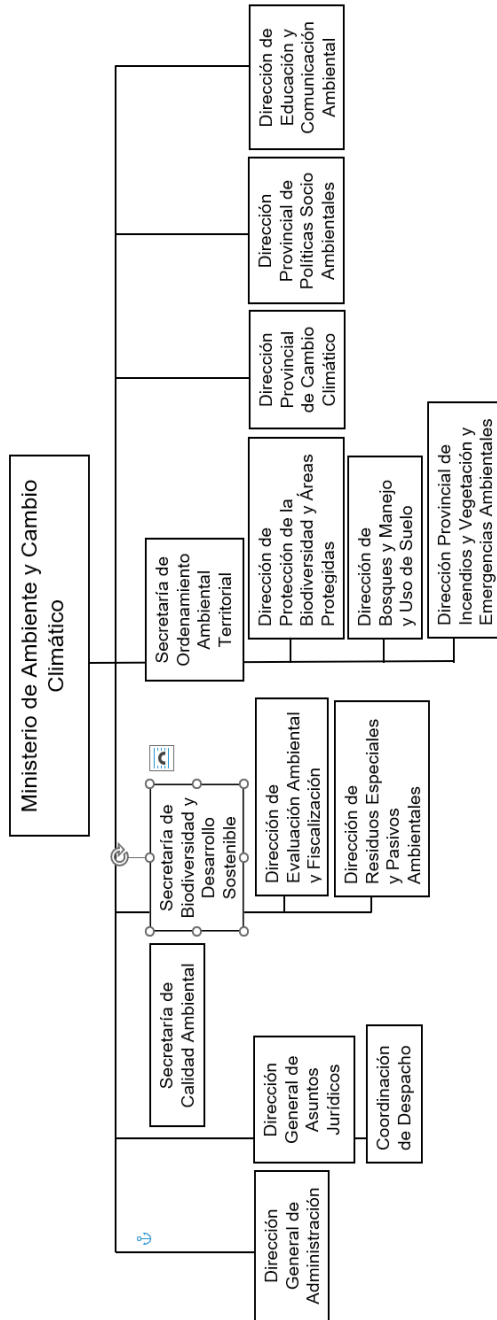 Ministerio de Ambiente y Cambio
Climático
Dirección
General de
Administración
Dirección
General de
Asuntos
Jurídicos
Coordinación
de Despacho
Secretaría de
Calidad Ambiental
Secretaría de
Biodiversidad y
Desarrollo
Sostenible
Dirección de
Evaluación Ambiental
y Fiscalización
Dirección de
Residuos Especiales
y Pasivos
Ambientales
Secretaría de
Ordenamiento
Ambiental
Territorial
Dirección de
Protección de la
Biodiversidad y Áreas
Protegidas
Dirección de
Bosques y Manejo
y Uso de Suelo
Dirección Provincial de
Incendios y Vegetación y
Emergencias Ambientales
Dirección
Provincial
de Cambio
Climático
Dirección
Provincial de
Políticas Socio
Ambientales
Dirección de
Educación y
Comunicación
Ambiental